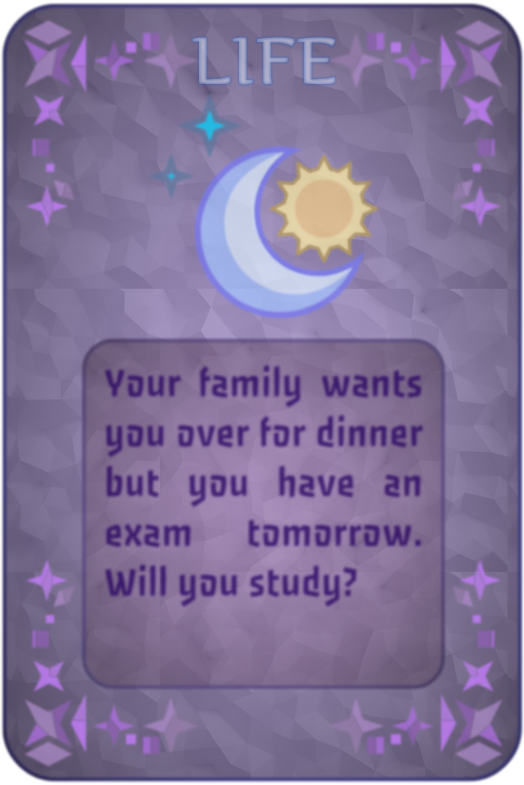 LIFE
Your family wants
you over for dinner
but you have an
exam tomorrow.
Will you study?